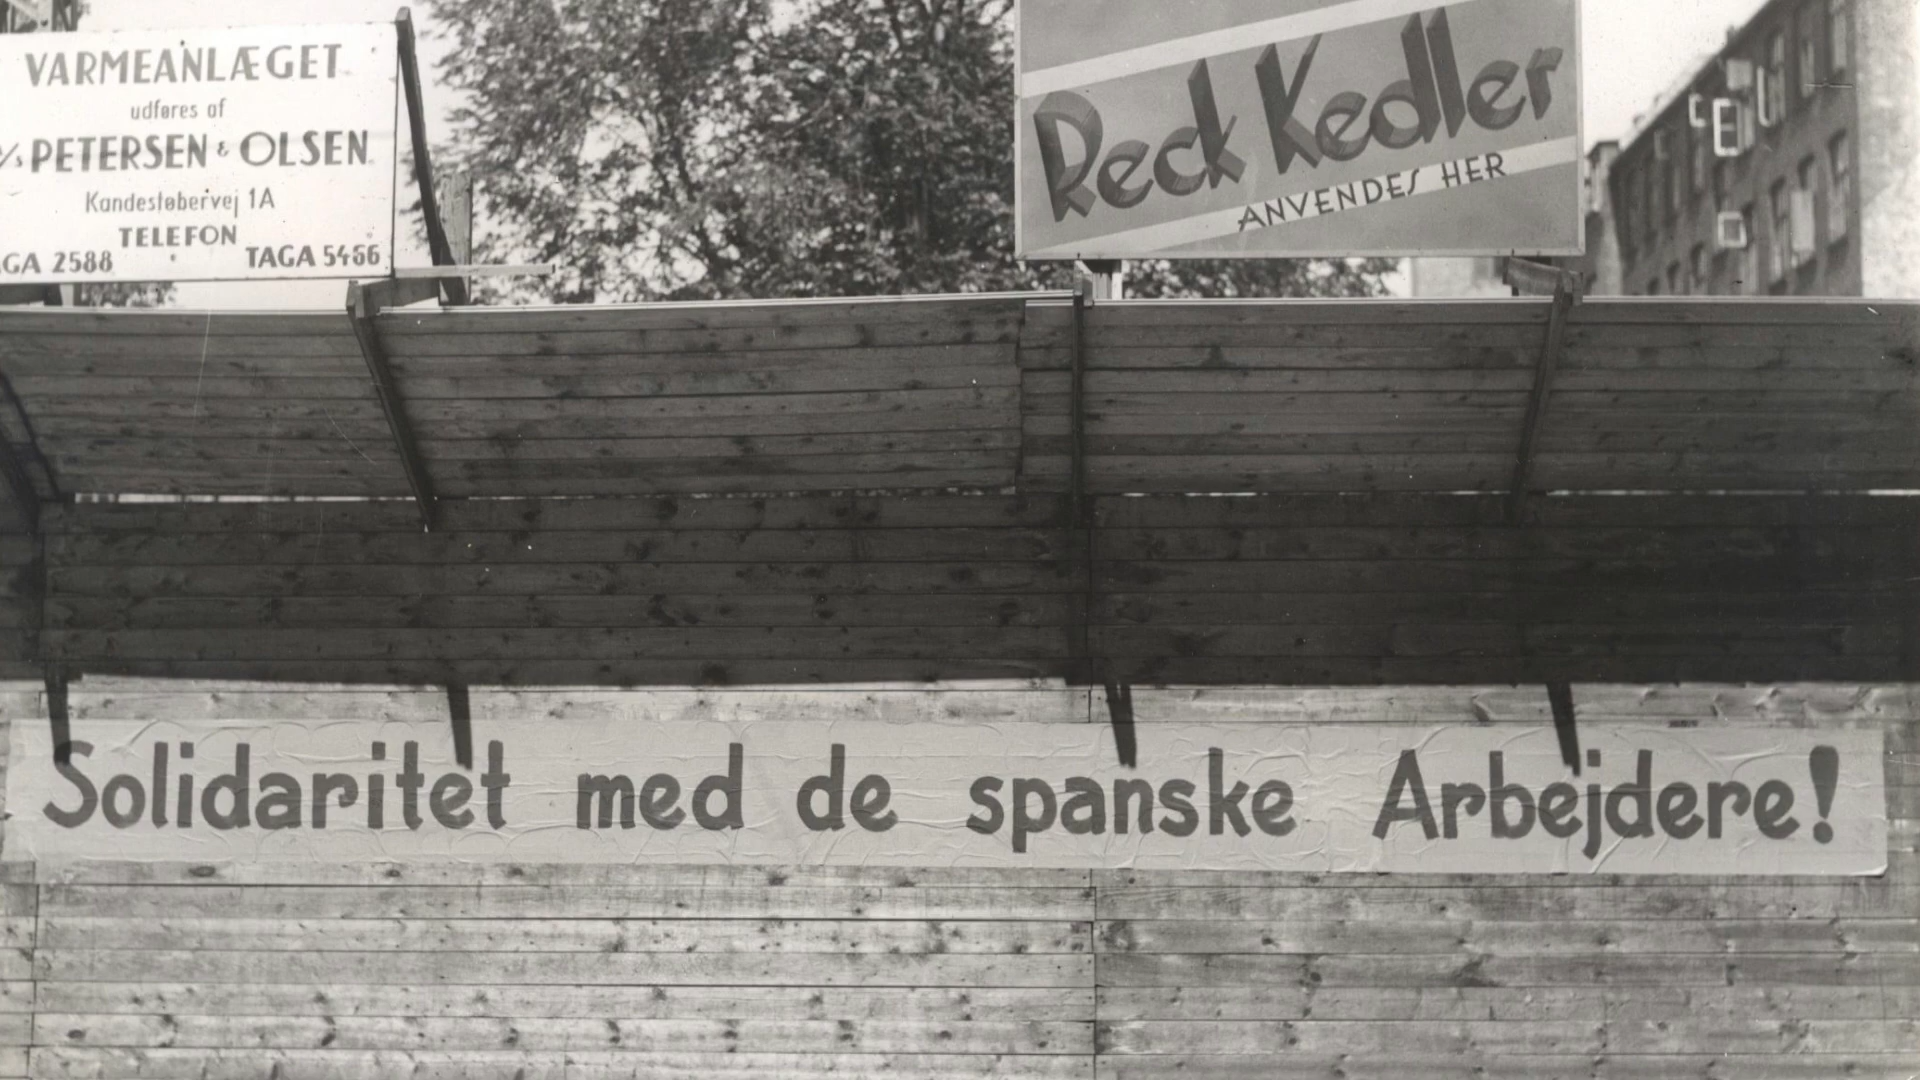 VARMEANLÆGET
udføres af
A/s PETERSEN & OLSEN
Kandestøbervej 1A
TELEFON
GA 2588 TAGA 5456
Reck Kedler
ANVENDES HER
Solidaritet med de spanske Arbejdere!